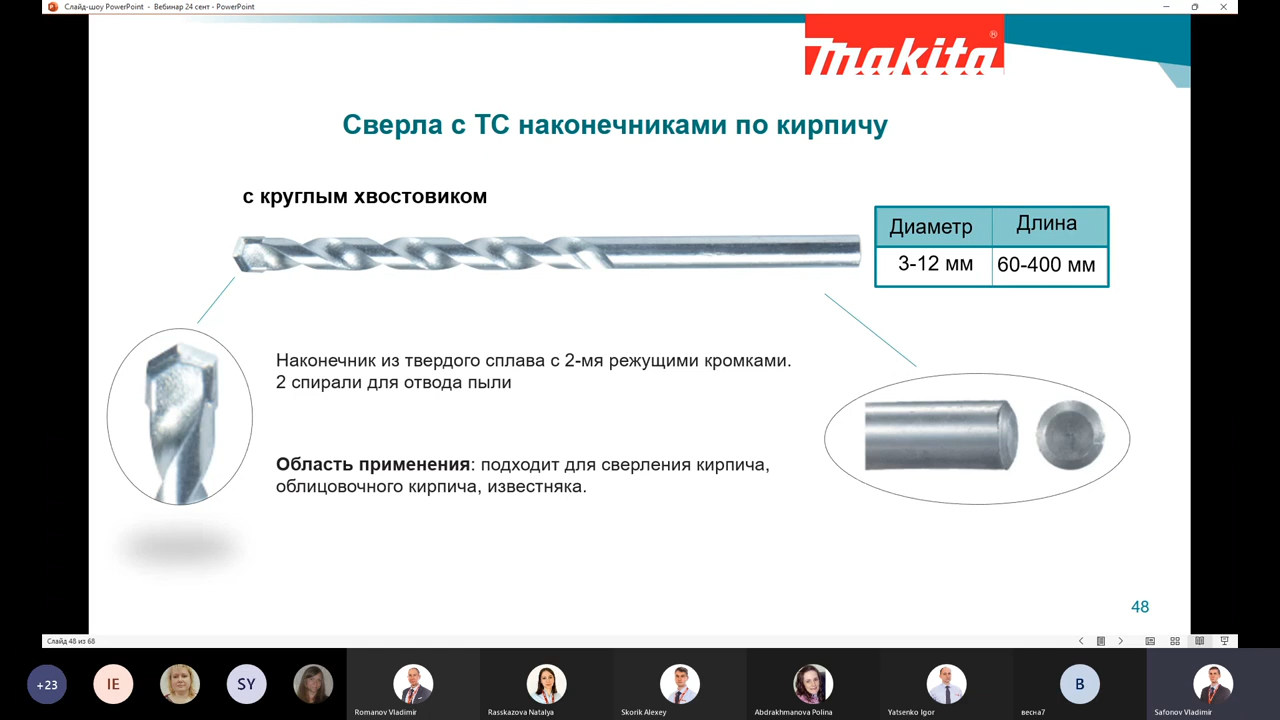 Слайд-шоу PowerPoint - Вебинар 24 сент - PowerPoint
Makita®
Сверла с ТС наконечниками по кирпичу
с круглым хвостовиком
Диаметр Длина
3-12 мм 60-400 мм
Наконечник из твердого сплава с 2-мя режущими кромками.
2 спирали для отвода пыли
Область применения: подходит для сверления кирпича,
облицовочного кирпича, известняка.
48
Слайд 48 из 68
+23 IE SY B
Romanov Vladimir Rasskazova Natalya Skorik Alexey Abdrakhmanova Polina Yatsenko Igor весна7 Safonov Vladimir